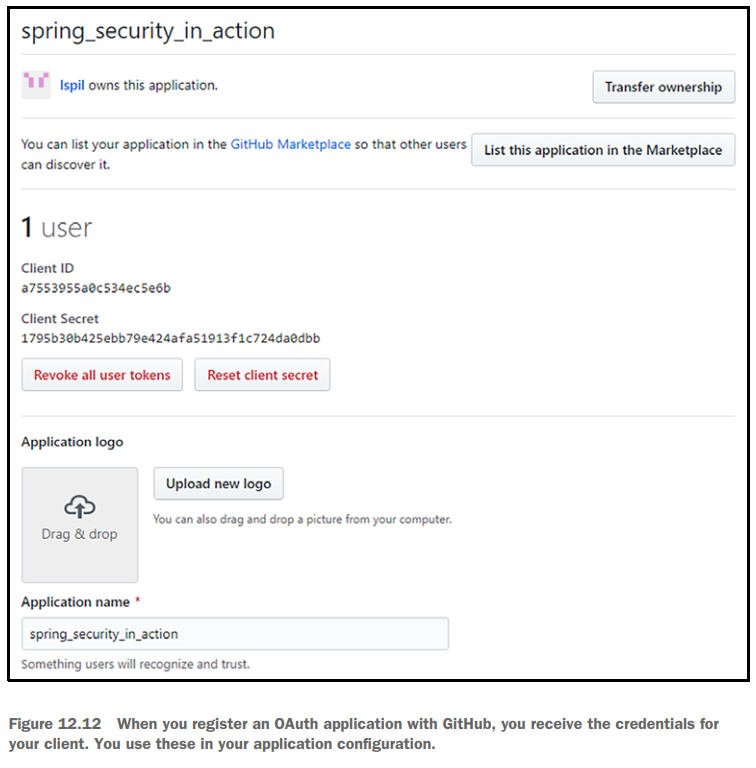 spring_security_in_action
lspil owns this application.
Transfer ownership
You can list your application in the GitHub Marketplace so that other users
can discover it.
List this application in the Marketplace
1 user
Client ID
a7553955a0c534ec5e6b
Client Secret
1795b30b425ebb79e424afa51913f1c724da0dbb
Revoke all user tokens
Reset client secret
Application logo
Drag & drop
Upload new logo
You can also drag and drop a picture from your computer.
Application name *
spring_security_in_action
Something users will recognize and trust.
Figure 12.12 When you register an OAuth application with GitHub, you receive the credentials for
your client. You use these in your application configuration.